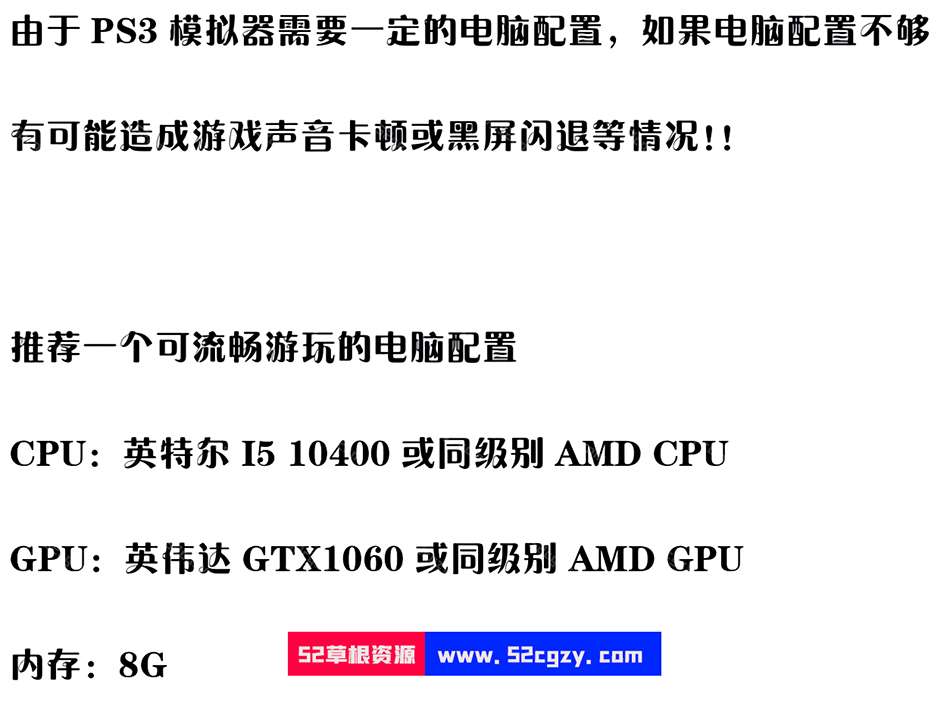 由于 PS3 模拟器需要一定的电脑配置，如果电脑配置不够
有可能造成游戏声音卡顿或黑屏闪退等情况!!
推荐一个可流畅游玩的电脑配置
CPU：英特尔 I5 10400 或同级别 AMD CPU
GPU：英伟达 GTX1060 或同级别 AMD GPU
内存：8G
52草根资源 www.52cgzy.com